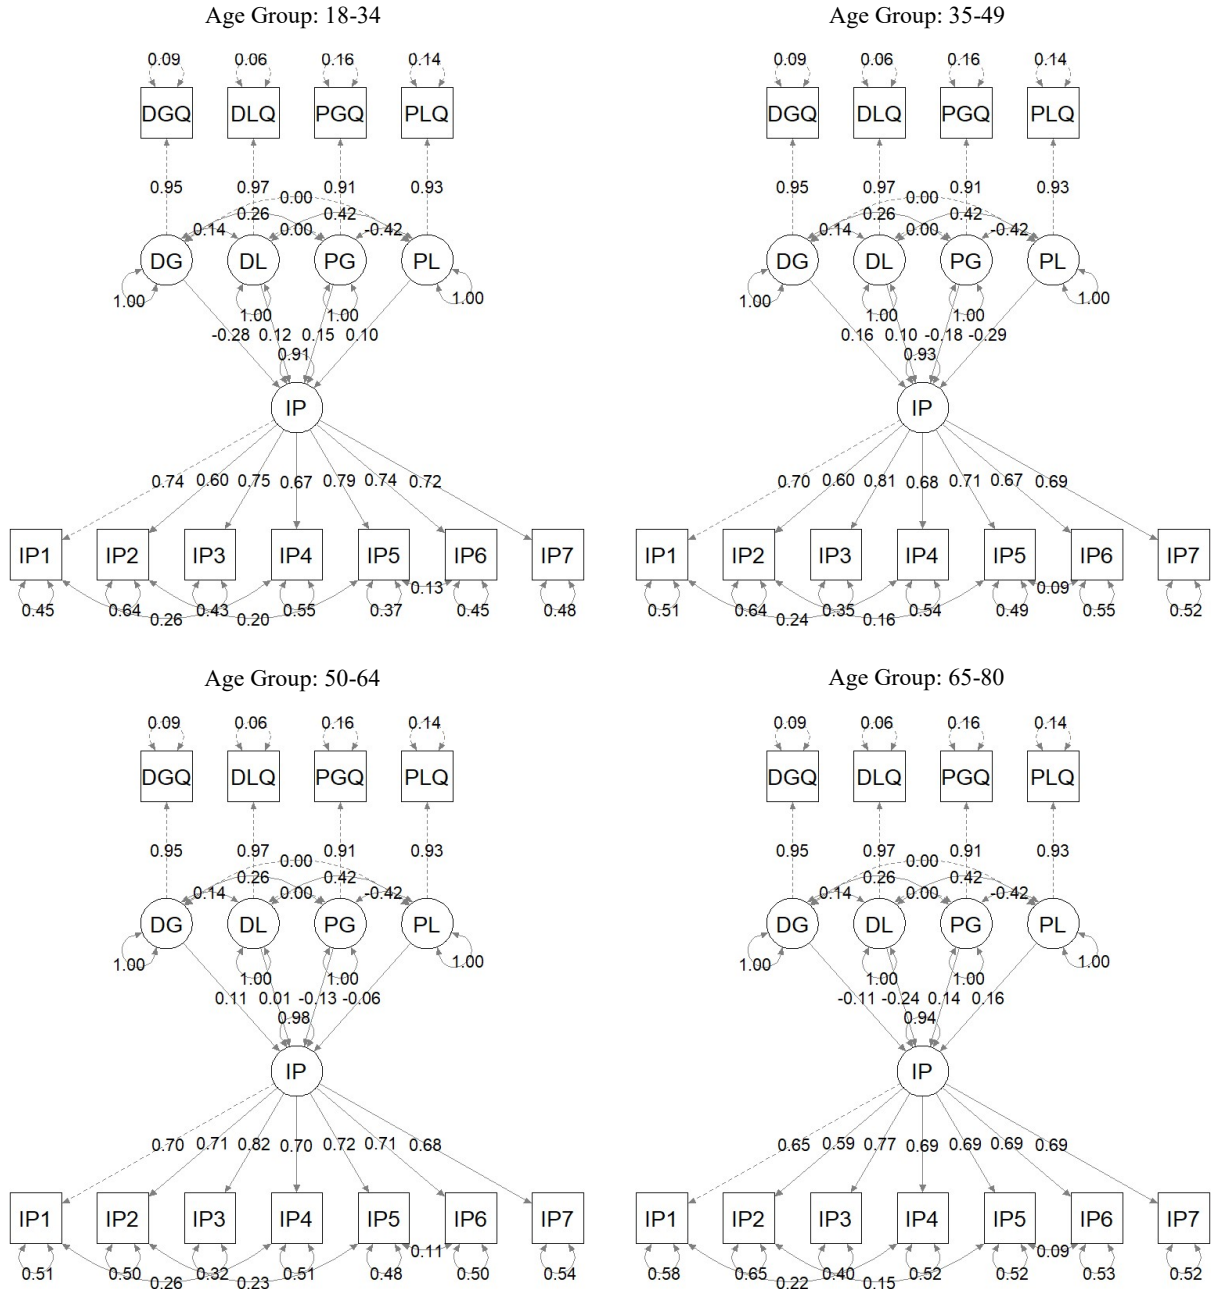 Age Group: 18-34
0.09 0.06 0.16 0.14
DGQ DLQ PGQ PLQ
0.95 0.97 0.91 0.93
0.00
0.26 0.42
0.14 0.00 -0.42
DG DL PG PL
1.00 1.00
1.00 1.00
-0.28 0.12 0.15 0.10
0.91
IP
0.74 0.60 0.75 0.67 0.79 0.74 0.72
IP1 IP2 IP3 IP4 IP5 IP6 IP7
0.13
0.45 0.64 0.43 0.55 0.37 0.45 0.48
0.26 0.20
Age Group: 35-49
0.09 0.06 0.16 0.14
DGQ DLQ PGQ PLQ
0.95 0.97 0.91 0.93
0.00
0.26 0.42
0.14 0.00 -0.42
DG DL PG PL
1.00 1.00
1.00 1.00
0.16 0.10 -0.18 -0.29
0.93
IP
0.70 0.60 0.81 0.68 0.71 0.67 0.69
IP1 IP2 IP3 IP4 IP5 IP6 IP7
0.09
0.51 0.64 0.35 0.54 0.49 0.55 0.52
0.24 0.16
Age Group: 50-64
0.09 0.06 0.16 0.14
DGQ DLQ PGQ PLQ
0.95 0.97 0.91 0.93
0.00
0.26 0.42
0.14 0.00 -0.42
DG DL PG PL
1.00 1.00
1.00 1.00
0.11 0.01 -0.13 -0.06
0.98
IP
0.70 0.71 0.82 0.70 0.72 0.71 0.68
IP1 IP2 IP3 IP4 IP5 IP6 IP7
0.11
0.51 0.50 0.32 0.51 0.48 0.50 0.54
0.26 0.23
Age Group: 65-80
0.09 0.06 0.16 0.14
DGQ DLQ PGQ PLQ
0.95 0.97 0.91 0.93
0.00
0.26 0.42
0.14 0.00 -0.42
DG DL PG PL
1.00 1.00
1.00 1.00
-0.11 -0.24 0.14 0.16
0.94
IP
0.65 0.59 0.77 0.69 0.69 0.69 0.69
IP1 IP2 IP3 IP4 IP5 IP6 IP7
0.09
0.58 0.65 0.40 0.52 0.52 0.53 0.52
0.22 0.15